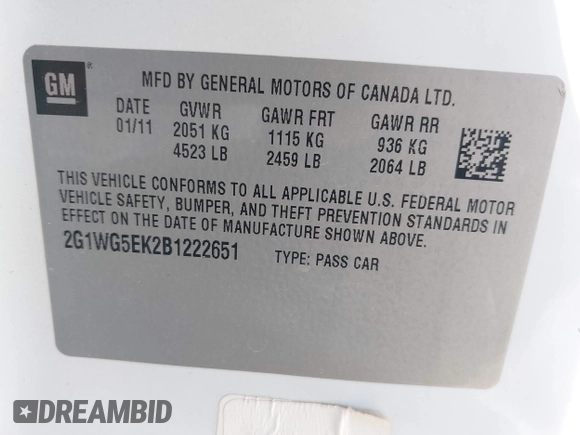 GM
®
MFD BY GENERAL MOTORS OF CANADA LTD.
DATE GVWR GAWR FRT GAWR RR
01/11 2051 KG 1115 KG 936 KG
4523 LB 2459 LB 2064 LB
THIS VEHICLE CONFORMS TO ALL APPLICABLE U.S. FEDERAL MOTOR
VEHICLE SAFETY, BUMPER, AND THEFT PREVENTION STANDARDS IN
EFFECT ON THE DATE OF MANUFACTURE SHOWN ABOVE.
2G1WG5EK2B1222651 TYPE: PASS CAR
DREAMBID